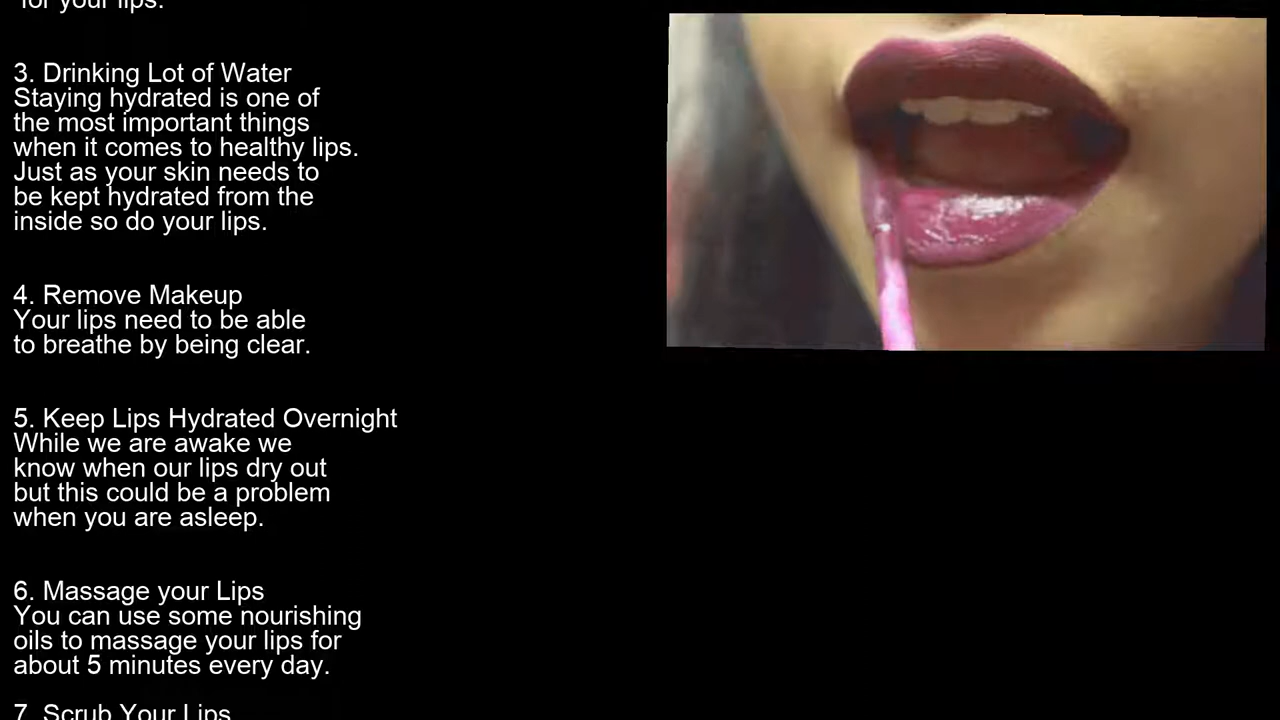 for your lips.
3. Drinking Lot of Water
Staying hydrated is one of
the most important things
when it comes to healthy lips.
Just as your skin needs to
be kept hydrated from the
inside so do your lips.
4. Remove Makeup
Your lips need to be able
to breathe by being clear.
5. Keep Lips Hydrated Overnight
While we are awake we
know when our lips dry out
but this could be a problem
when you are asleep.
6. Massage your Lips
You can use some nourishing
oils to massage your lips for
about 5 minutes every day.
7. Scrub Your Lips